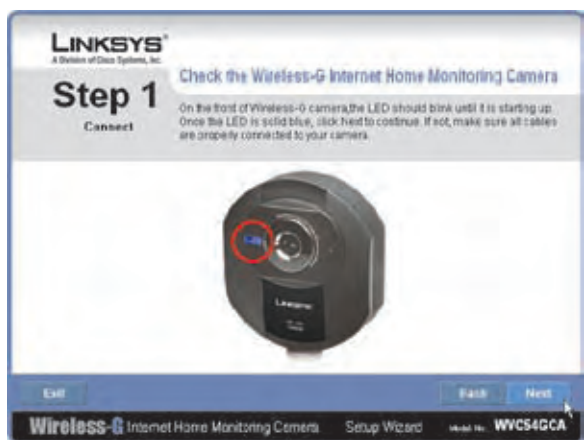 LINKSYS®
A Division of Cisco Systems, Inc.
Step 1
Connect
Check the Wireless-G Internet Home Monitoring Camera
On the front of Wireless-G camera,the LED should blink until it is starting up.
Once the LED is solid blue, click Next to continue. If not, make sure all cables
are properly connected to your camera.
LINKSYS
Exit
Back
Next
Wireless-G Internet Home Monitoring Camera
Setup Wizard
Model No.
WVC54GCA